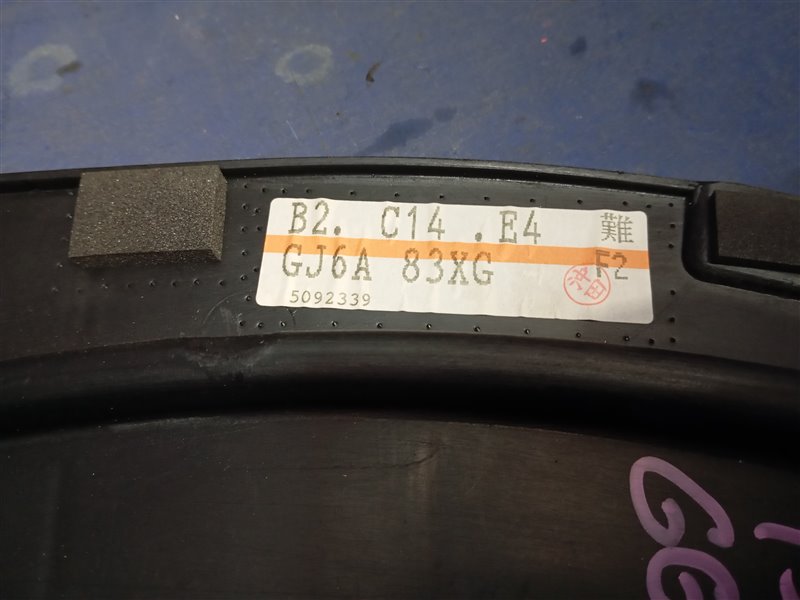 B2. C14 .E4 難
GJ6A 83XG F2
5092339